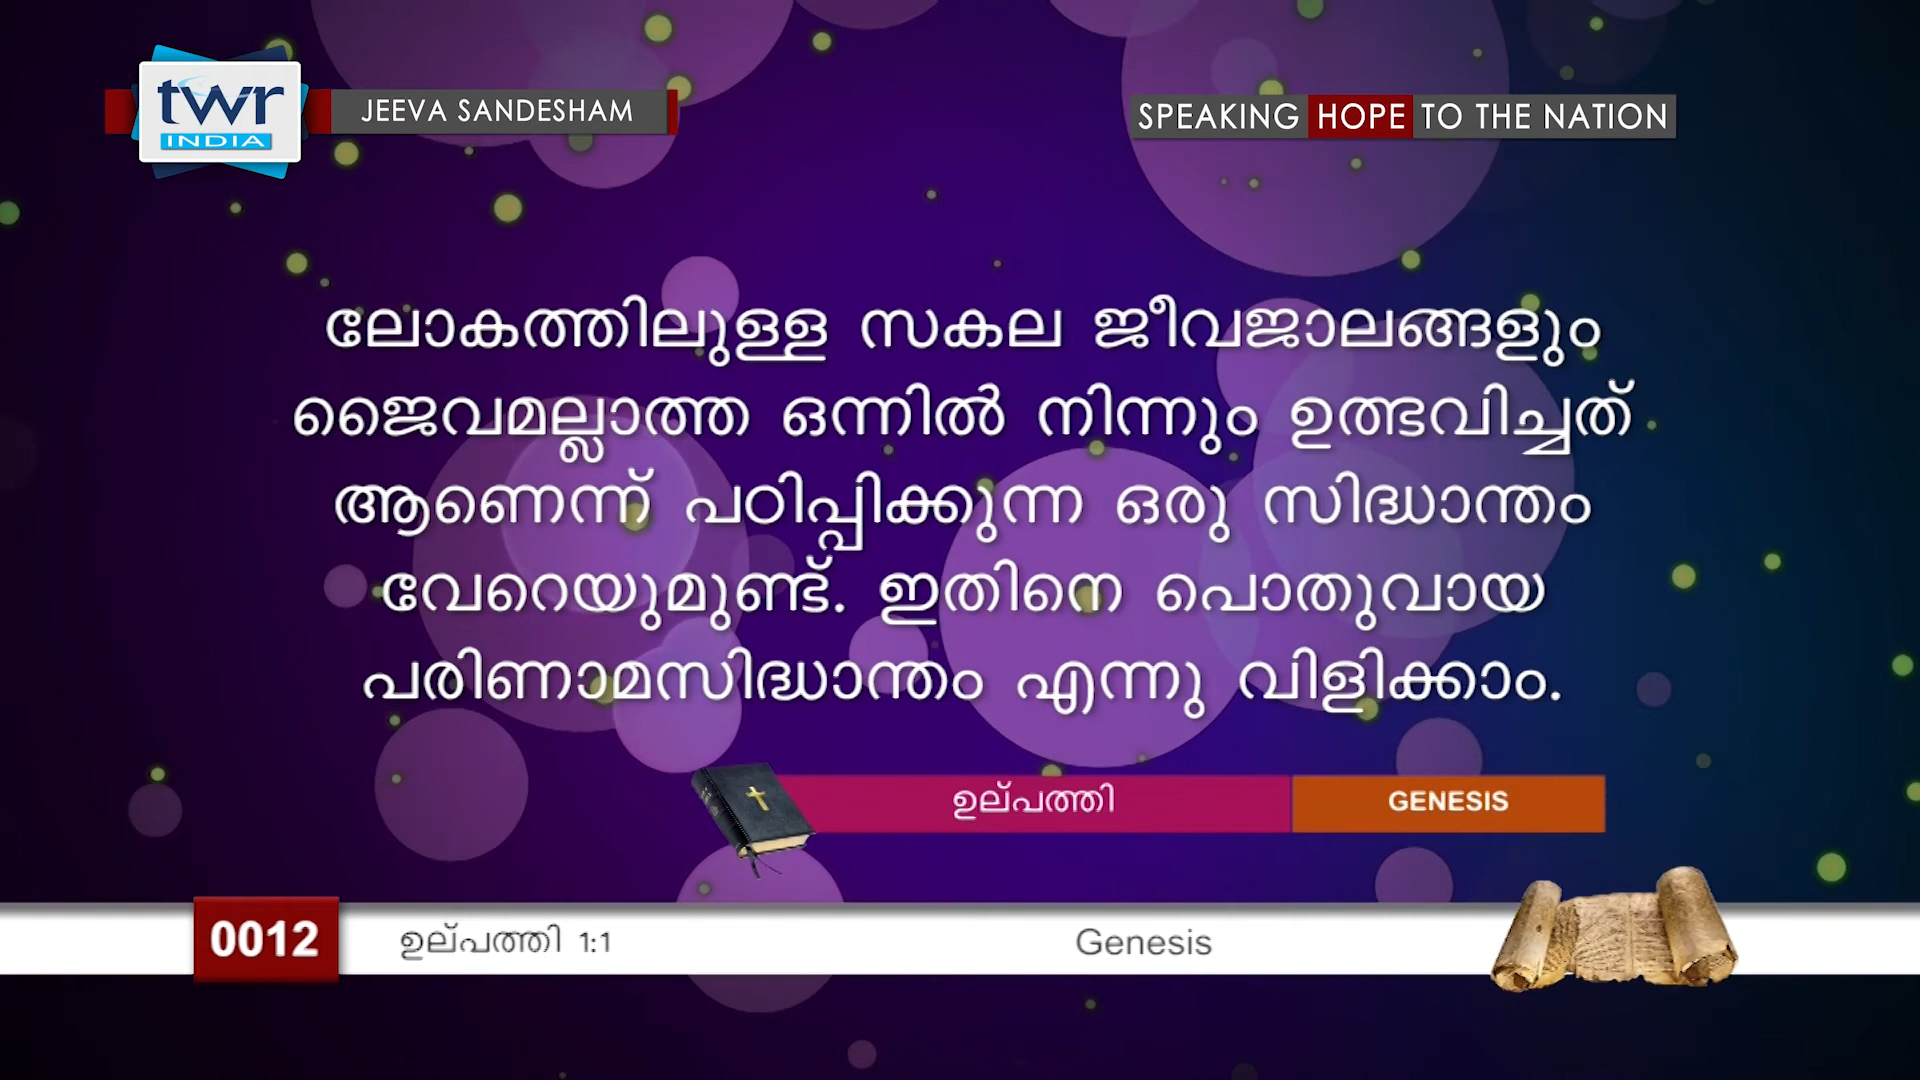 twr
INDIA
JEEVA SANDESHAM
SPEAKING HOPE TO THE NATION
ലോകത്തിലുള്ള സകല ജീവജാലങ്ങളും
ജൈവമല്ലാത്ത ഒന്നിൽ നിന്നും ഉത്ഭവിച്ചത്
ആണെന്ന് പഠിപ്പിക്കുന്ന ഒരു സിദ്ധാന്തം
വേറെയുമുണ്ട്. ഇതിനെ പൊതുവായ
പരിണാമസിദ്ധാന്തം എന്നു വിളിക്കാം.
ഉല്പത്തി GENESIS
0012 ഉല്പത്തി 1:1 Genesis